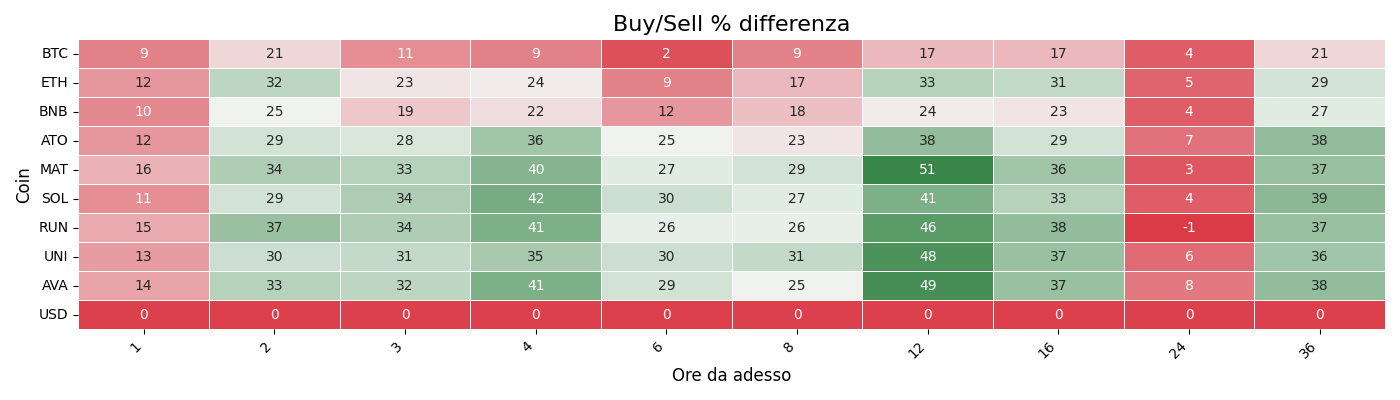 Buy/Sell % differenza
Coin
BTC 9 21 11 9 2 9 17 17 4 21
ETH 12 32 23 24 9 17 33 31 5 29
BNB 10 25 19 22 12 18 24 23 4 27
ATO 12 29 28 36 25 23 38 29 7 38
MAT 16 34 33 40 27 29 51 36 3 37
SOL 11 29 34 42 30 27 41 33 4 39
RUN 15 37 34 41 26 26 46 38 -1 37
UNI 13 30 31 35 30 31 48 37 6 36
AVA 14 33 32 41 29 25 49 37 8 38
USD 0 0 0 0 0 0 0 0 0 0
1 2 3 4 6 8 12 16 24 36
Ore da adesso